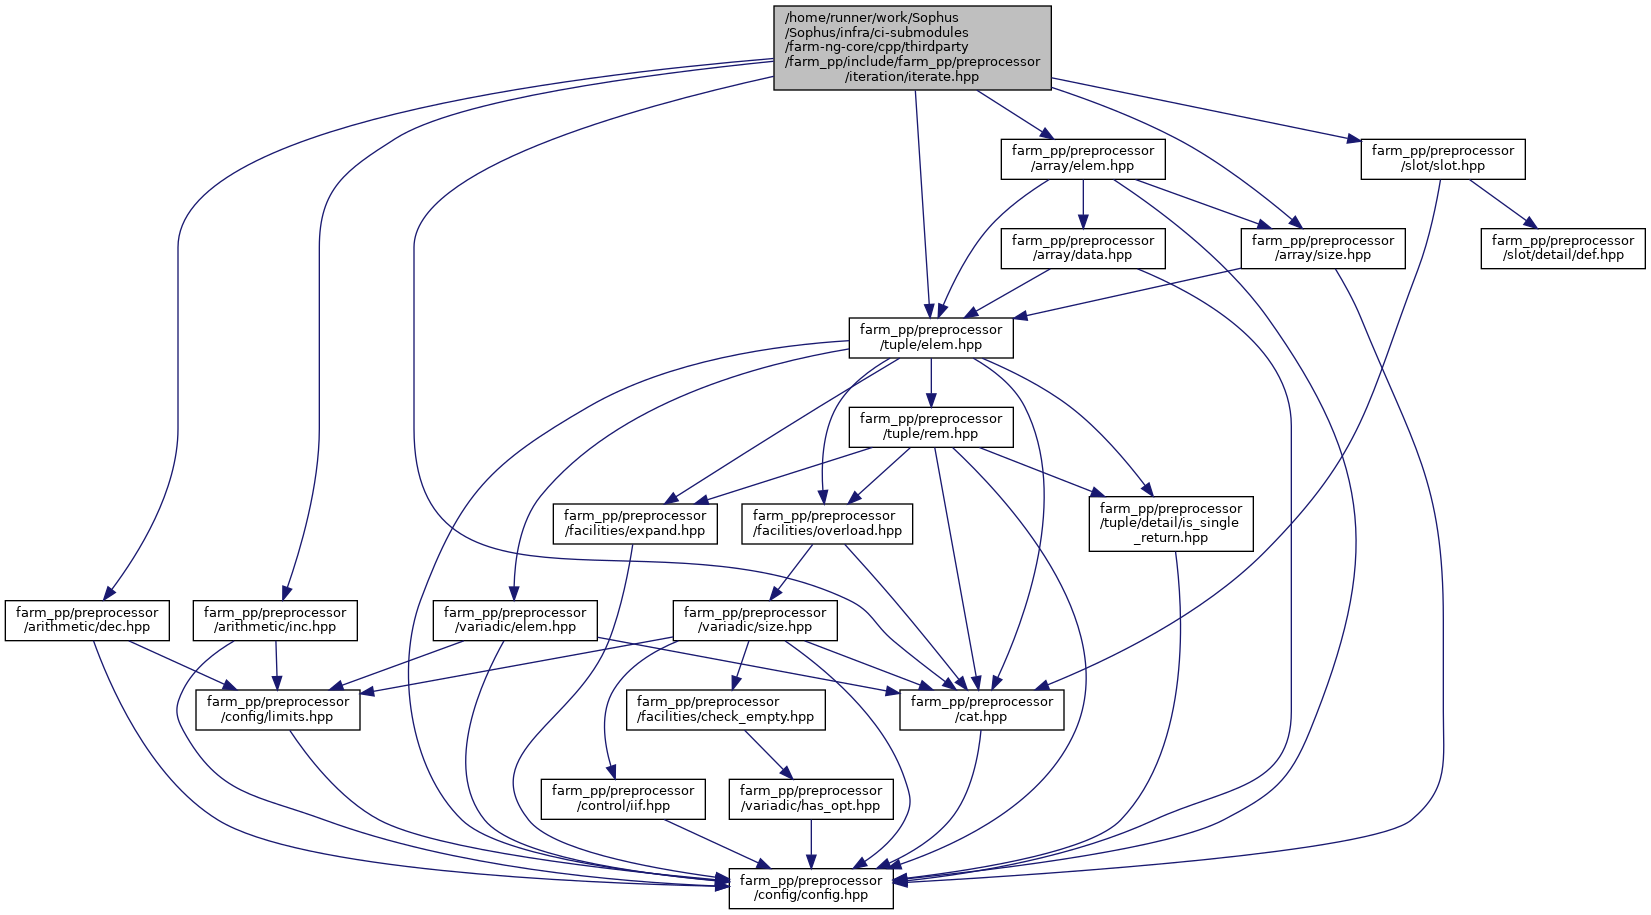 /home/runner/work/Sophus
/Sophus/infra/ci-submodules
/farm-ng-core/cpp/thirdparty
/farm_pp/include/farm_pp/preprocessor
/iteration/iterate.hpp
farm_pp/preprocessor
/array/elem.hpp
farm_pp/preprocessor
/slot/slot.hpp
farm_pp/preprocessor
/array/data.hpp
farm_pp/preprocessor
/array/size.hpp
farm_pp/preprocessor
/slot/detail/def.hpp
farm_pp/preprocessor
/tuple/elem.hpp
farm_pp/preprocessor
/tuple/rem.hpp
farm_pp/preprocessor
/facilities/expand.hpp
farm_pp/preprocessor
/facilities/overload.hpp
farm_pp/preprocessor
/tuple/detail/is_single
_return.hpp
farm_pp/preprocessor
/arithmetic/dec.hpp
farm_pp/preprocessor
/arithmetic/inc.hpp
farm_pp/preprocessor
/variadic/elem.hpp
farm_pp/preprocessor
/variadic/size.hpp
farm_pp/preprocessor
/config/limits.hpp
farm_pp/preprocessor
/facilities/check_empty.hpp
farm_pp/preprocessor
/cat.hpp
farm_pp/preprocessor
/control/iif.hpp
farm_pp/preprocessor
/variadic/has_opt.hpp
farm_pp/preprocessor
/config/config.hpp